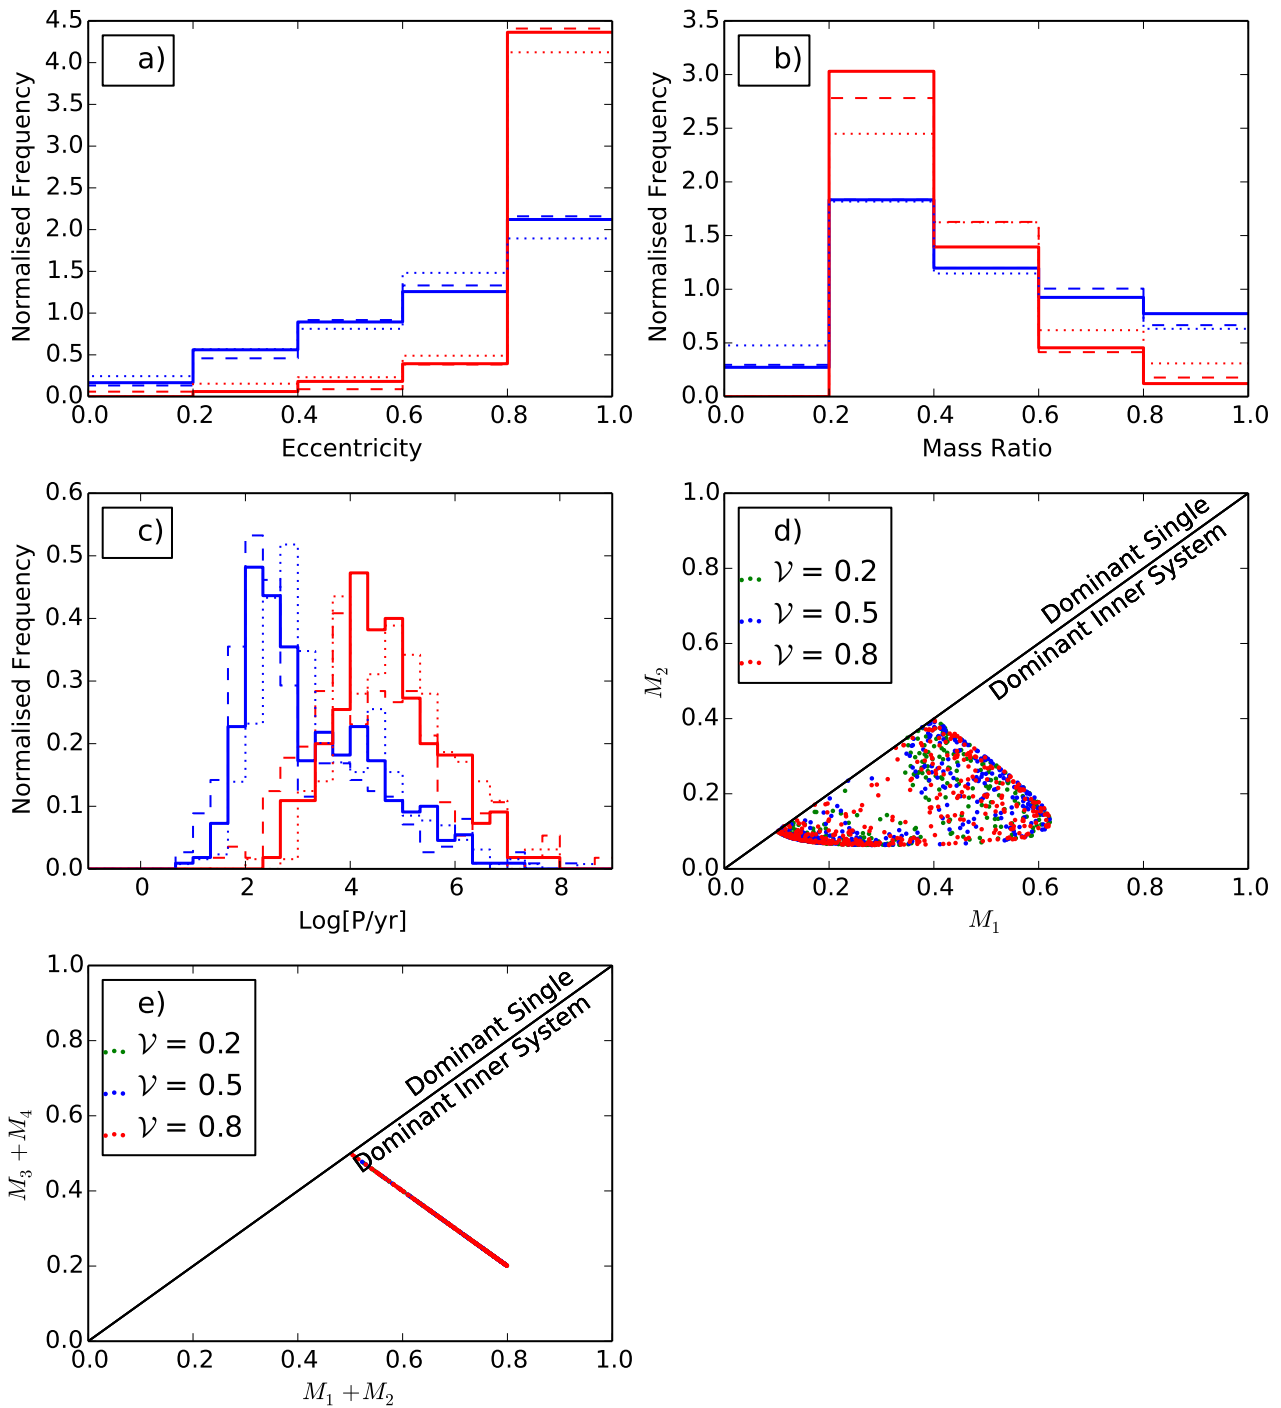 a)
4.5
4.0
3.5
3.0
2.5
2.0
1.5
1.0
0.5
0.0
Normalised Frequency
0.0 0.2 0.4 0.6 0.8 1.0
Eccentricity
b)
3.5
3.0
2.5
2.0
1.5
1.0
0.5
0.0
Normalised Frequency
0.0 0.2 0.4 0.6 0.8 1.0
Mass Ratio
c)
0.6
0.5
0.4
0.3
0.2
0.1
0.0
Normalised Frequency
0 2 4 6 8
Log[P/yr]
d)
𝒱 = 0.2
𝒱 = 0.5
𝒱 = 0.8
Dominant Single
Dominant Inner System
1.0
0.8
0.6
0.4
0.2
0.0
M₂
0.0 0.2 0.4 0.6 0.8 1.0
M₁
e)
𝒱 = 0.2
𝒱 = 0.5
𝒱 = 0.8
Dominant Single
Dominant Inner System
1.0
0.8
0.6
0.4
0.2
0.0
M₃ + M₄
0.0 0.2 0.4 0.6 0.8 1.0
M₁ + M₂